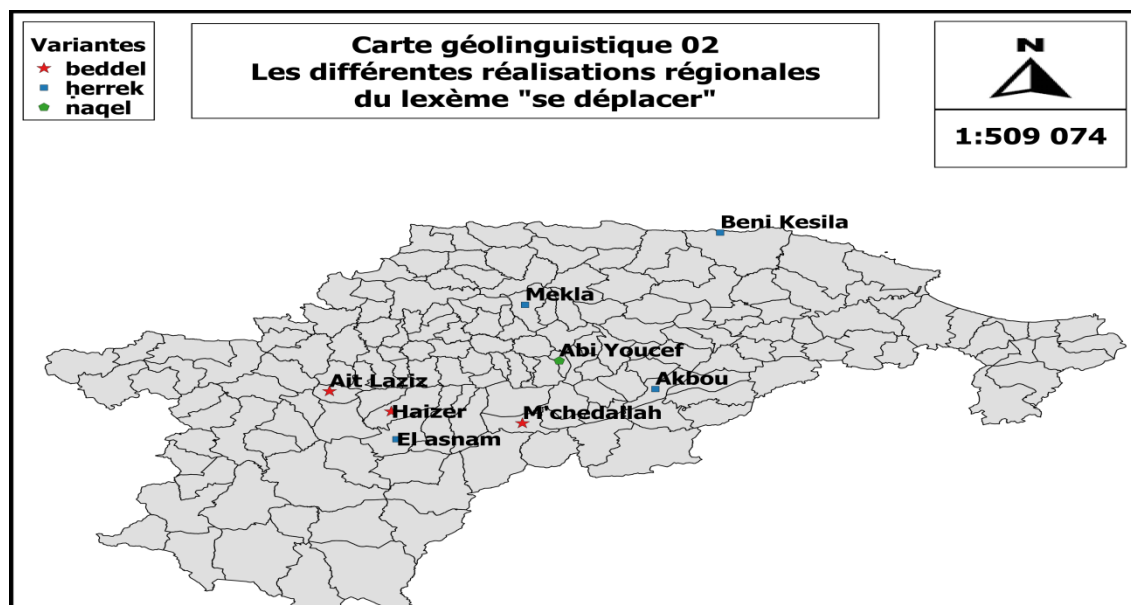 Variantes
beddel
ḥerrek
naqel
Carte géolinguistique 02
Les différentes réalisations régionales
du lexème "se déplacer"
N
1:509 074
Beni Kesila
Mekla
Abi Youcef
Ait Laziz
Akbou
Haizer
M'chedallah
El asnam